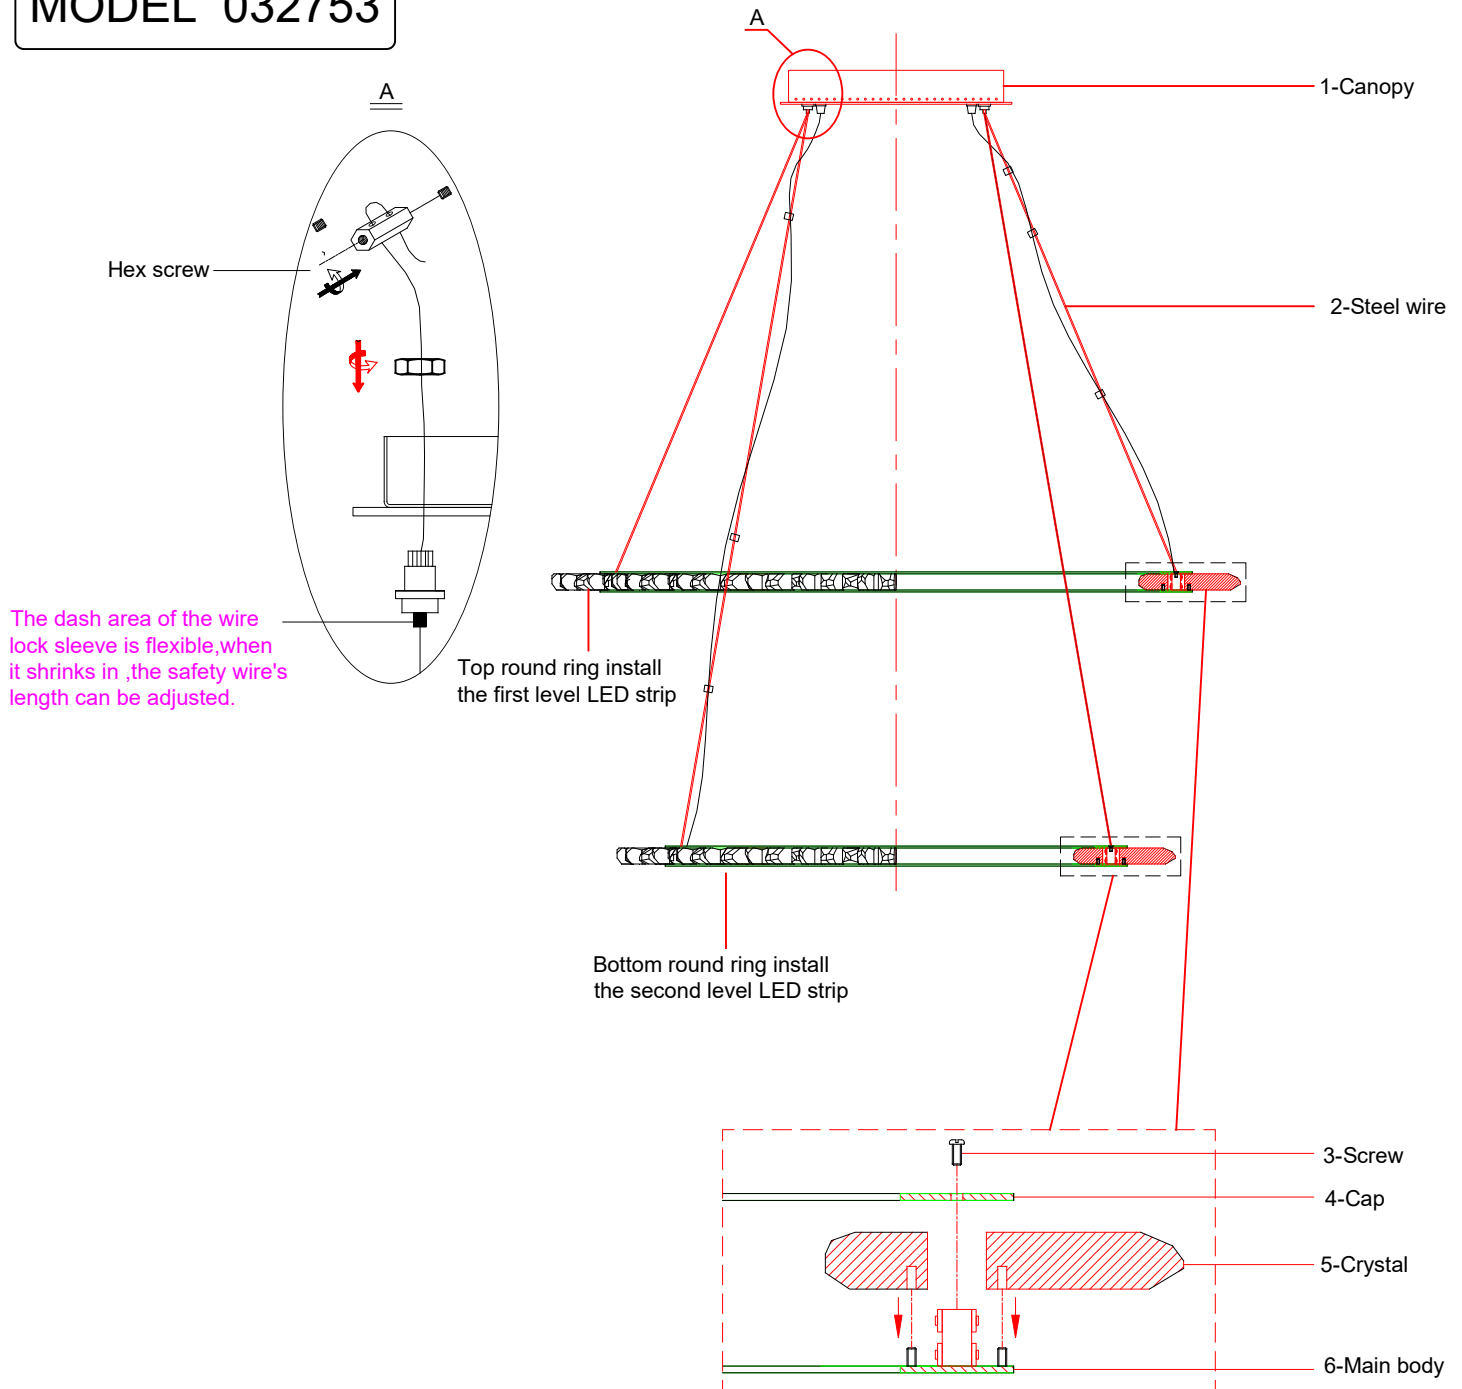 MODEL 032753
A
A
1-Canopy
Hex screw
2-Steel wire
The dash area of the wire
lock sleeve is flexible,when
it shrinks in ,the safety wire's
length can be adjusted.
Top round ring install
the first level LED strip
Bottom round ring install
the second level LED strip
3-Screw
4-Cap
5-Crystal
6-Main body